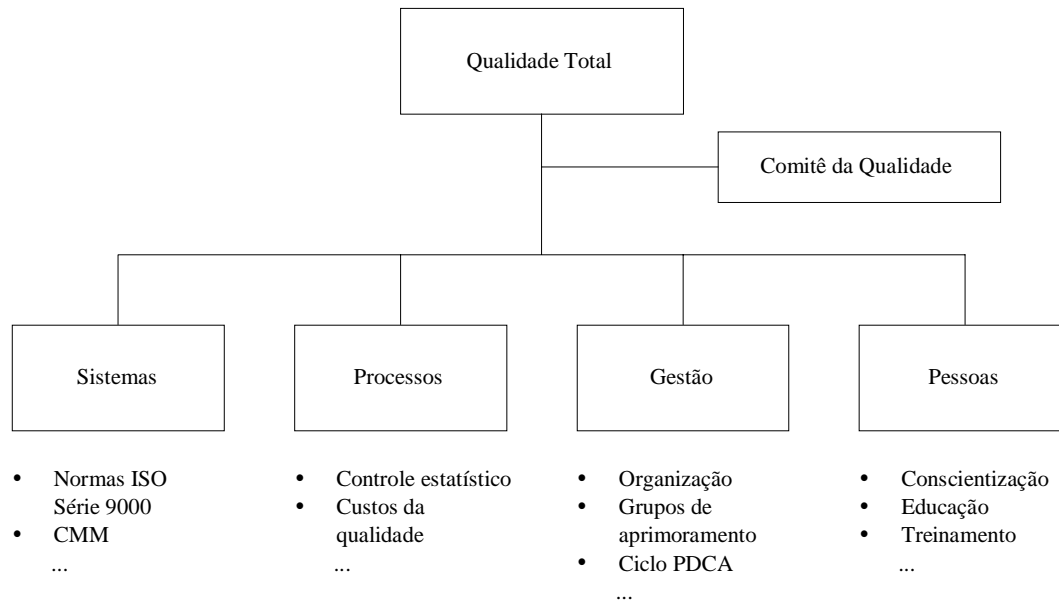 Qualidade Total
Comitê da Qualidade
Sistemas
Processos
Gestão
Pessoas
• Normas ISO
Série 9000
• CMM
...
• Controle estatístico
• Custos da
qualidade
...
• Organização
• Grupos de
aprimoramento
• Ciclo PDCA
...
• Conscientização
• Educação
• Treinamento
...